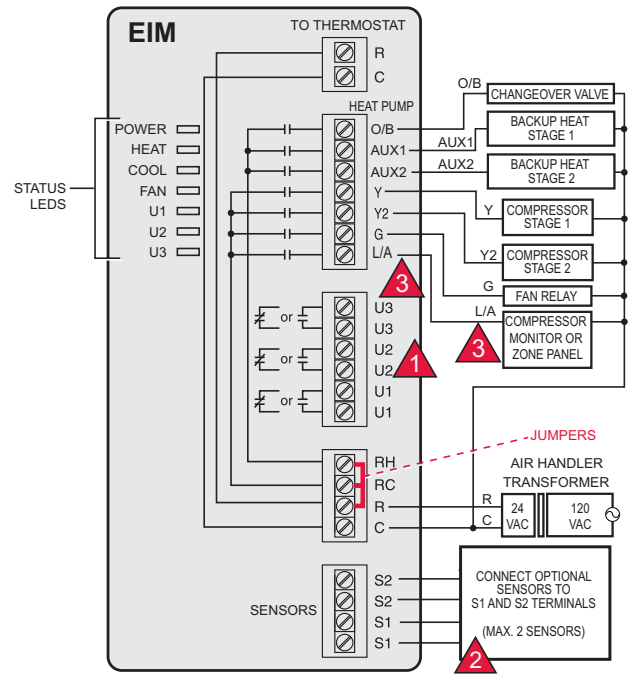 EIM
TO THERMOSTAT
R
C
HEAT PUMP
POWER
HEAT
COOL
FAN
U1
U2
U3
STATUS
LEDS
O/B
AUX1
AUX2
Y
Y2
G
L/A
3
O/B
AUX1
AUX2
Y
Y2
G
L/A
3
CHANGEOVER VALVE
BACKUP HEAT
STAGE 1
BACKUP HEAT
STAGE 2
COMPRESSOR
STAGE 1
COMPRESSOR
STAGE 2
FAN RELAY
COMPRESSOR
MONITOR OR
ZONE PANEL
or
or
or
U3
U3
U2
U2
U1
U1
1
JUMPERS
RH
RC
R
C
AIR HANDLER
TRANSFORMER
R
C
24
VAC
120
VAC
SENSORS
S2
S2
S1
S1
CONNECT OPTIONAL
SENSORS TO
S1 AND S2 TERMINALS
(MAX. 2 SENSORS)
2